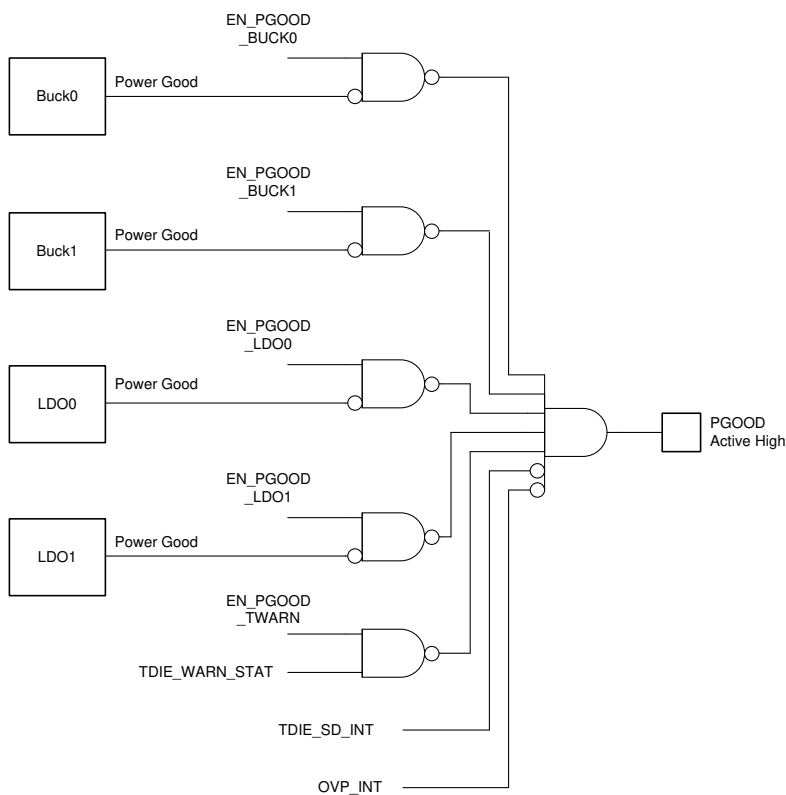 EN_PGOOD
_BUCK0
Buck0
Power Good
EN_PGOOD
_BUCK1
Buck1
Power Good
EN_PGOOD
_LDO0
LDO0
Power Good
PGOOD
Active High
EN_PGOOD
_LDO1
LDO1
Power Good
EN_PGOOD
_TWARN
TDIE_WARN_STAT
TDIE_SD_INT
OVP_INT